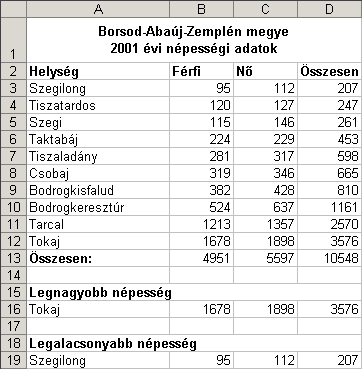 A B C D
1 Borsod-Abaúj-Zemplén megye
2001 évi népességi adatok
2 Helység Férfi Nő Összesen
3 Szegilong 95 112 207
4 Tiszatardos 120 127 247
5 Szegi 115 146 261
6 Taktabáj 224 229 453
7 Tiszaladány 281 317 598
8 Csobaj 319 346 665
9 Bodrogkisfalud 382 428 810
10 Bodrogkeresztúr 524 637 1161
11 Tarcal 1213 1357 2570
12 Tokaj 1678 1898 3576
13 Összesen: 4951 5597 10548
14
15 Legnagyobb népesség
16 Tokaj 1678 1898 3576
17
18 Legalacsonyabb népesség
19 Szegilong 95 112 207